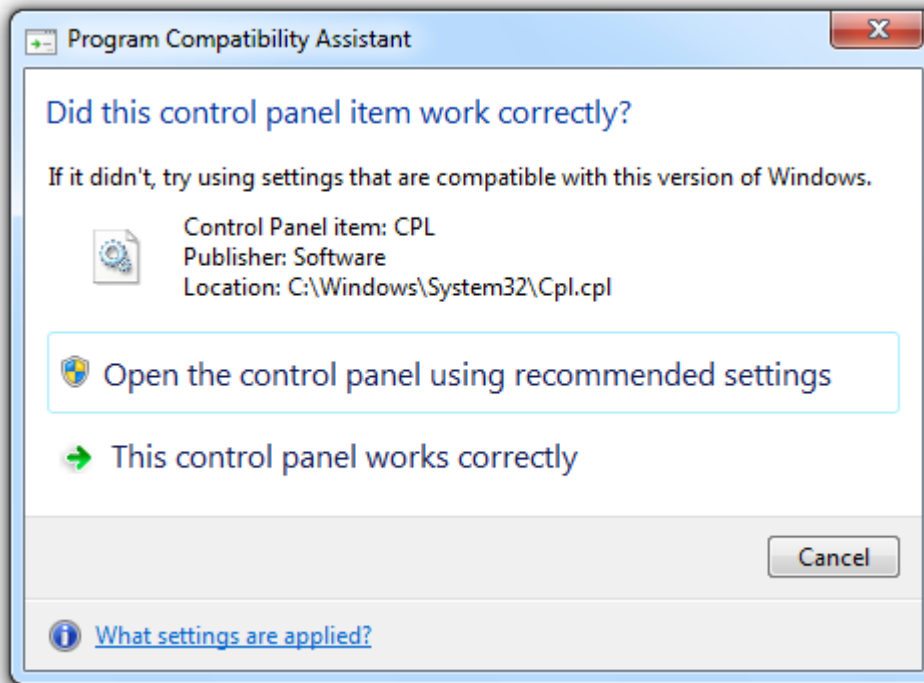 Program Compatibility Assistant
Did this control panel item work correctly?
If it didn't, try using settings that are compatible with this version of Windows.
Control Panel item: CPL
Publisher: Software
Location: C:\Windows\System32\Cpl.cpl
Open the control panel using recommended settings
This control panel works correctly
Cancel
What settings are applied?